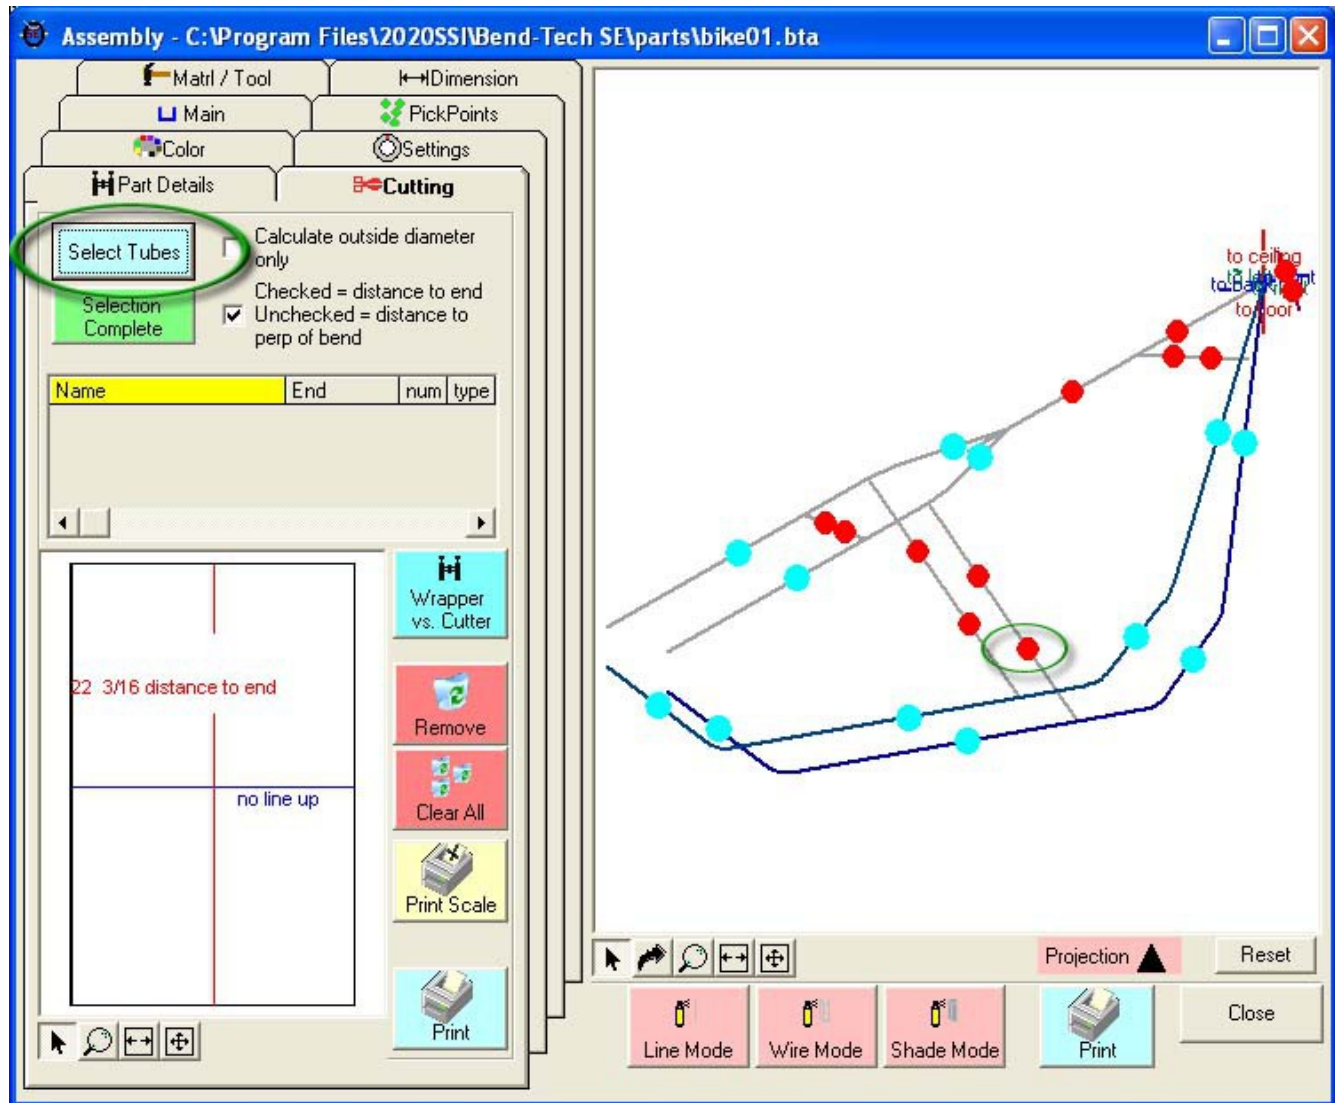 Assembly - C:\Program Files\2020SSI\Bend-Tech SE\parts\bike01.bta
Matrl / Tool
Dimension
Main
PickPoints
Color
Settings
Part Details
Cutting
Select Tubes
Calculate outside diameter
only
Selection
Complete
Checked = distance to end
Unchecked = distance to
perp of bend
Name End num type
22 3/16 distance to end
no line up
Wrapper
vs. Cutter
Remove
Clear All
Print Scale
Print
to ceiling
Projection
Reset
Line Mode
Wire Mode
Shade Mode
Print
Close